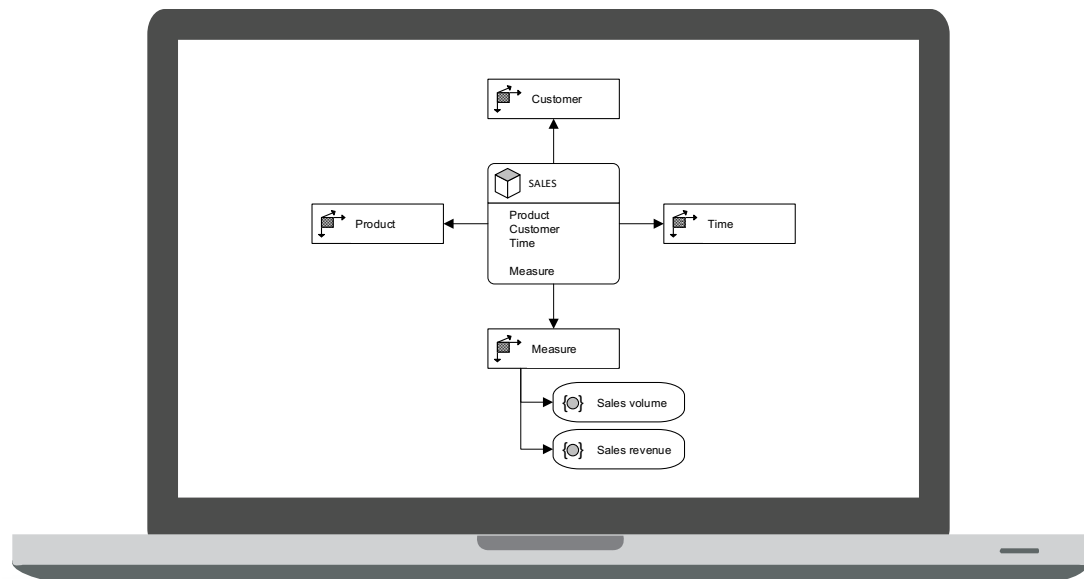 Customer
SALES
Product
Customer
Time
Measure
Product
Time
Measure
Sales volume
Sales revenue